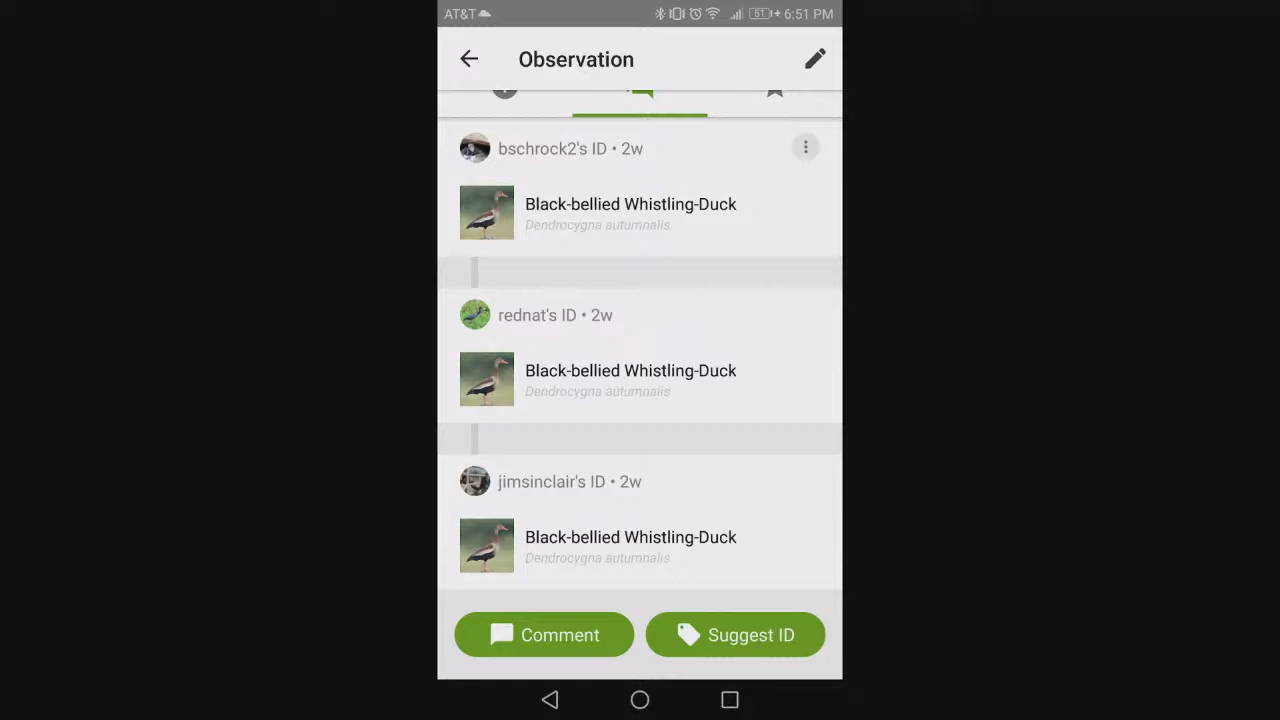 AT&T 51 6:51 PM
Observation
bschrock2's ID • 2w
Black-bellied Whistling-Duck
Dendrocygna autumnalis
rednat's ID • 2w
Black-bellied Whistling-Duck
Dendrocygna autumnalis
jimsinclair's ID • 2w
Black-bellied Whistling-Duck
Dendrocygna autumnalis
Comment
Suggest ID